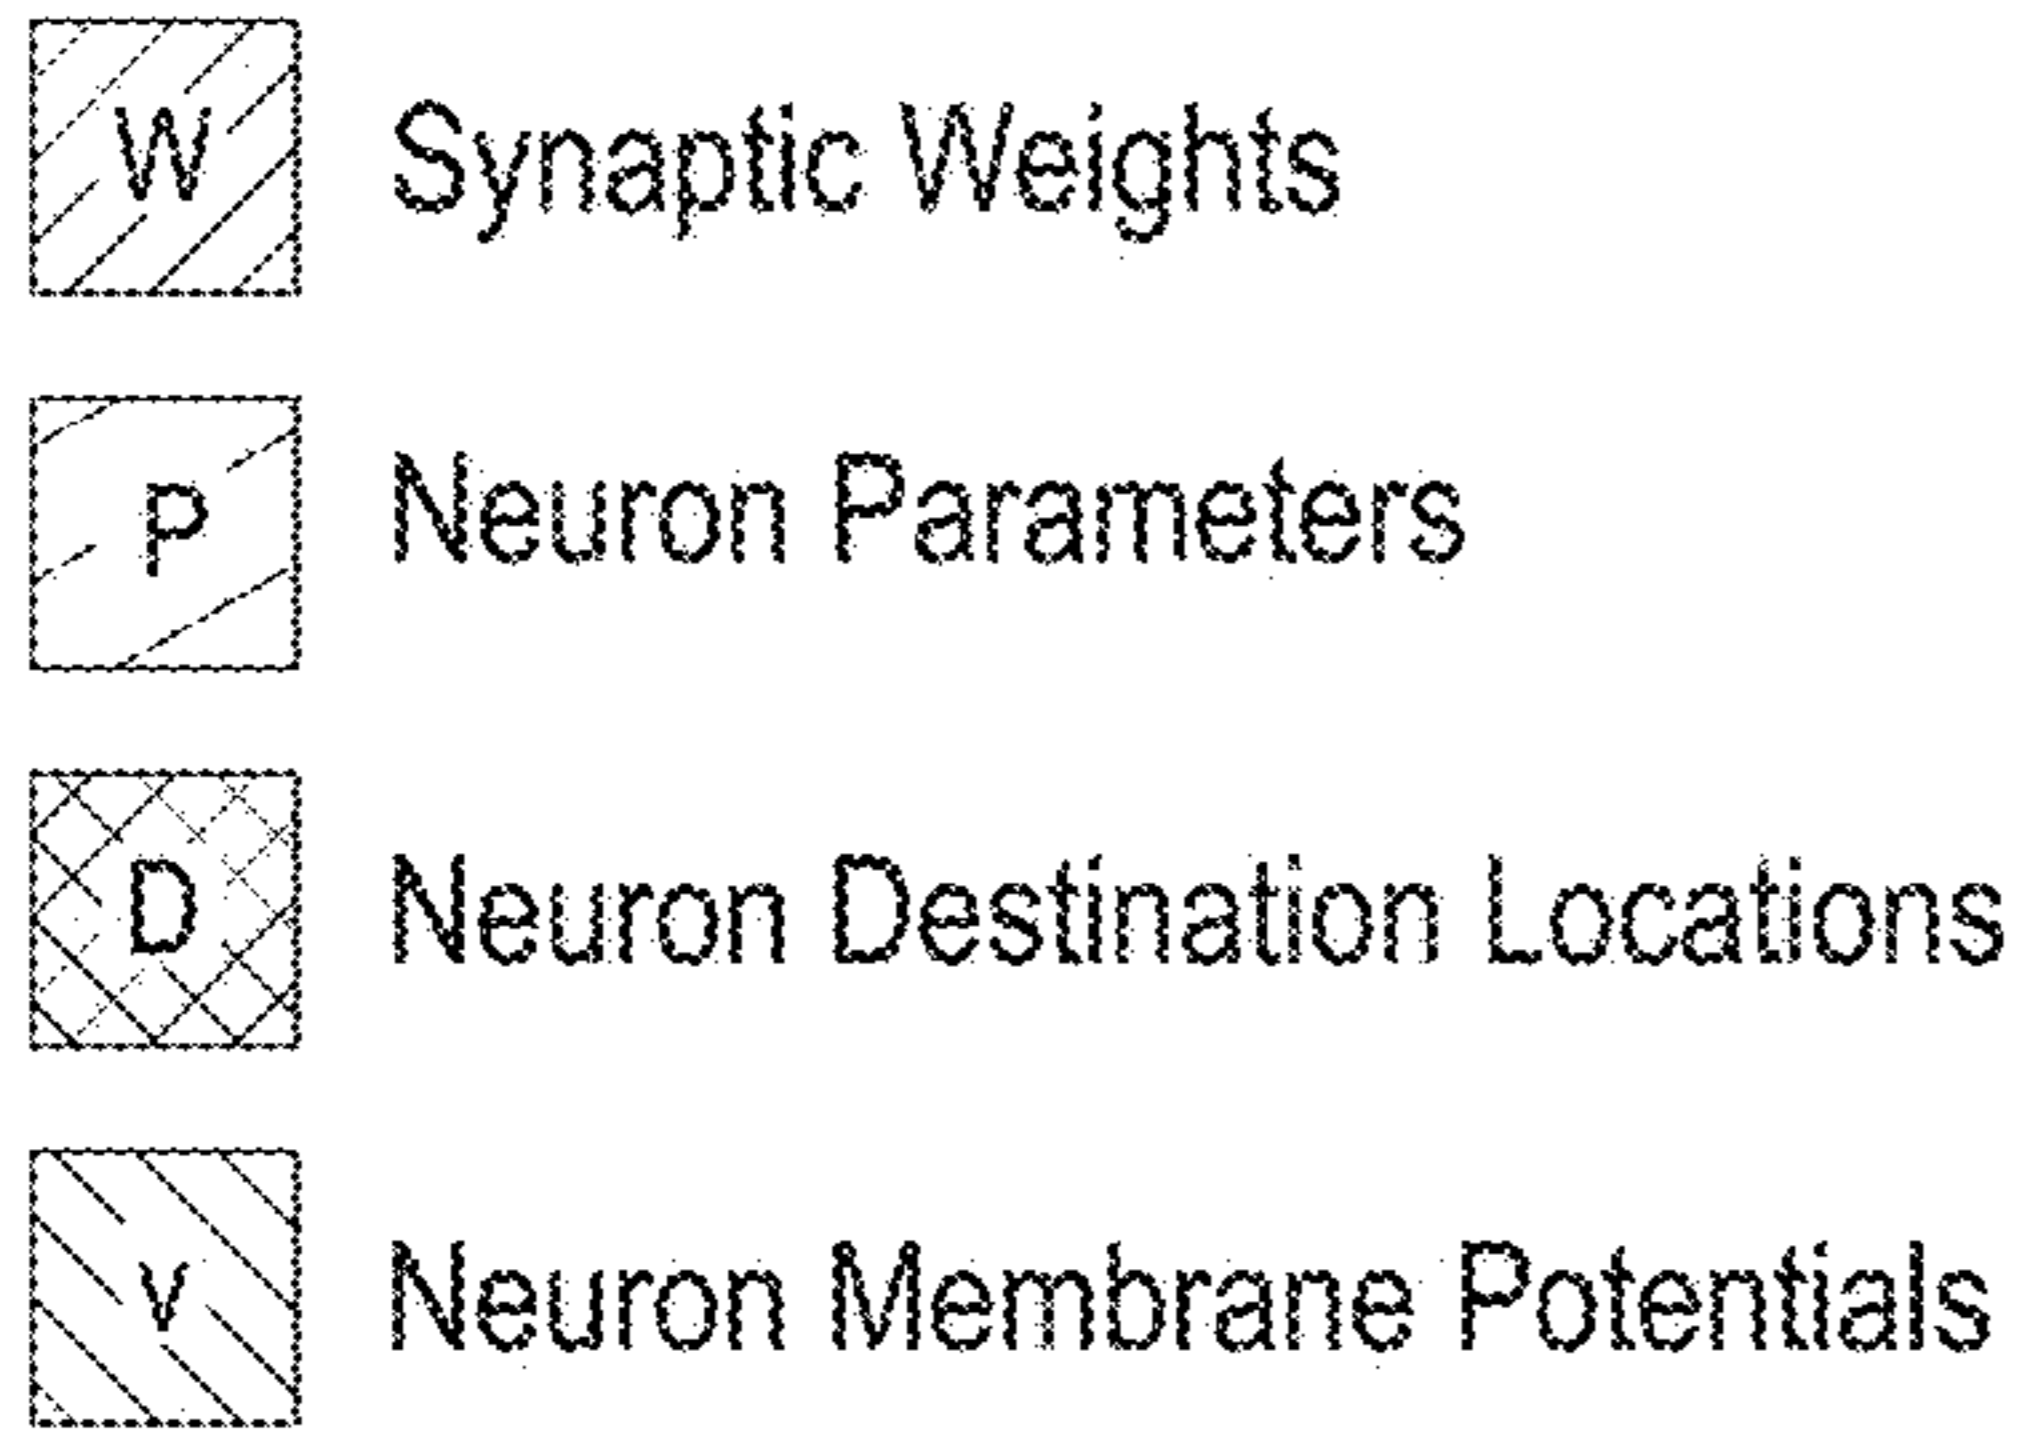 W Synaptic Weights
P Neuron Parameters
D Neuron Destination Locations
v Neuron Membrane Potentials